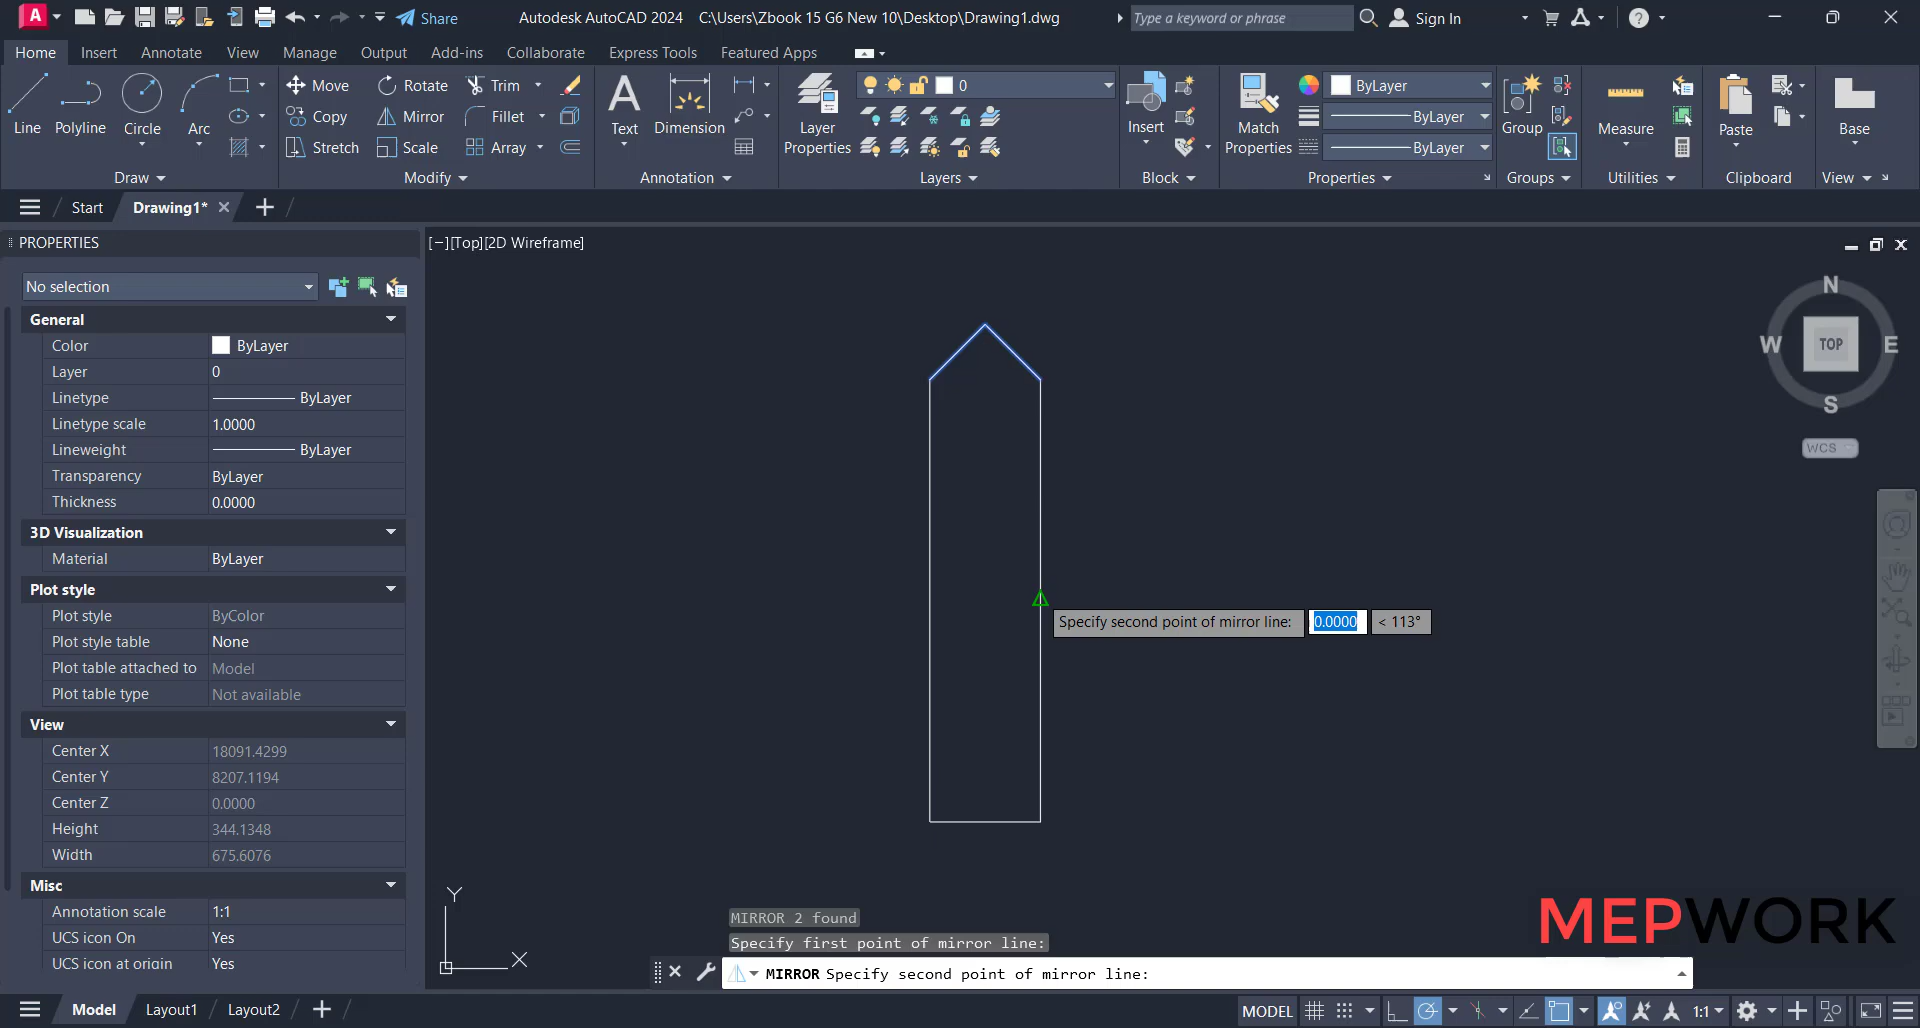 A Share Autodesk AutoCAD 2024 C:\Users\Zbook 15 G6 New 10\Desktop\Drawing1.dwg Type a keyword or phrase Sign In
Home Insert Annotate View Manage Output Add-ins Collaborate Express Tools Featured Apps
Line Polyline Circle Arc
Move Rotate Trim
Copy Mirror Fillet
Stretch Scale Array
Text Dimension
Layer Properties
0
Insert
Match Properties
ByLayer
ByLayer
ByLayer
Group
Measure
Paste
Base
Draw Modify Annotation Layers Block Properties Groups Utilities Clipboard View
Start Drawing1*
PROPERTIES
[−][Top][2D Wireframe]
No selection
General
Color ByLayer
Layer 0
Linetype ByLayer
Linetype scale 1.0000
Lineweight ByLayer
Transparency ByLayer
Thickness 0.0000
3D Visualization
Material ByLayer
Plot style
Plot style ByColor
Plot style table None
Plot table attached to Model
Plot table type Not available
View
Center X 18091.4299
Center Y 8207.1194
Center Z 0.0000
Height 344.1348
Width 675.6076
Misc
Annotation scale 1:1
UCS icon On Yes
UCS icon at origin Yes
N
W TOP E
S
WCS
Specify second point of mirror line: 0.0000 < 113°
Y
X
MIRROR 2 found
Specify first point of mirror line:
MIRROR Specify second point of mirror line:
MEPWORK
Model Layout1 Layout2
MODEL 1:1